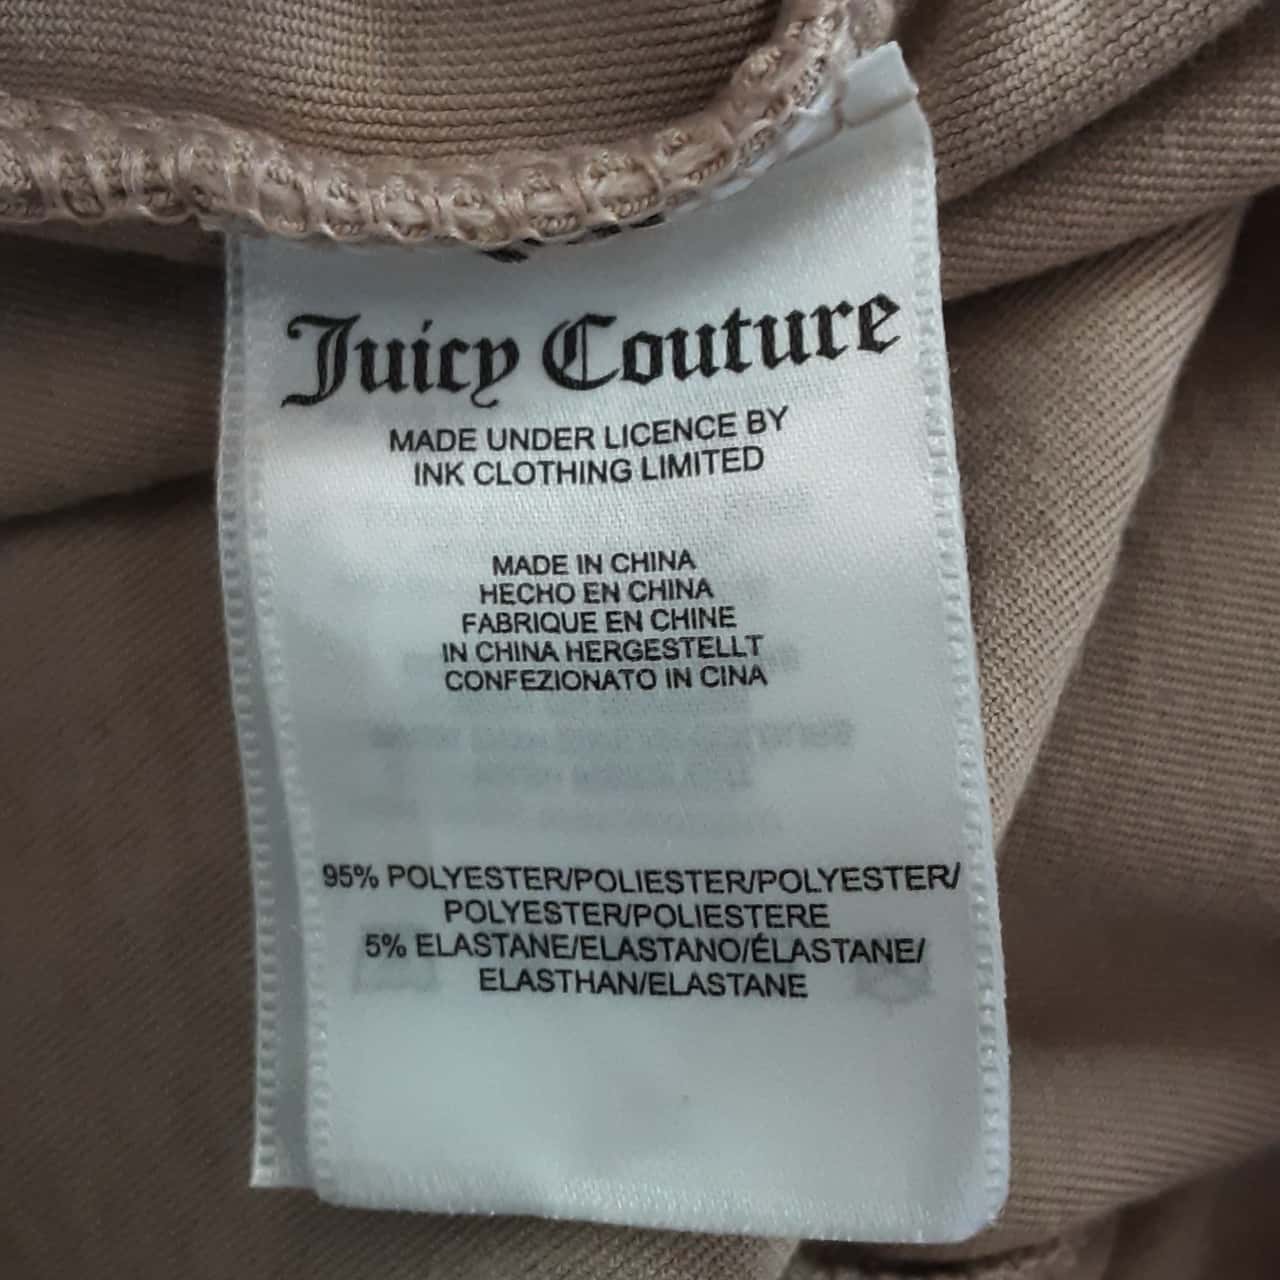 Juicy Couture
MADE UNDER LICENCE BY
INK CLOTHING LIMITED
MADE IN CHINA
HECHO EN CHINA
FABRIQUE EN CHINE
IN CHINA HERGESTELLT
CONFEZIONATO IN CINA
95% POLYESTER/POLIESTER/POLYESTER/
POLYESTER/POLIESTERE
5% ELASTANE/ELASTANO/ÉLASTANE/
ELASTHAN/ELASTANE